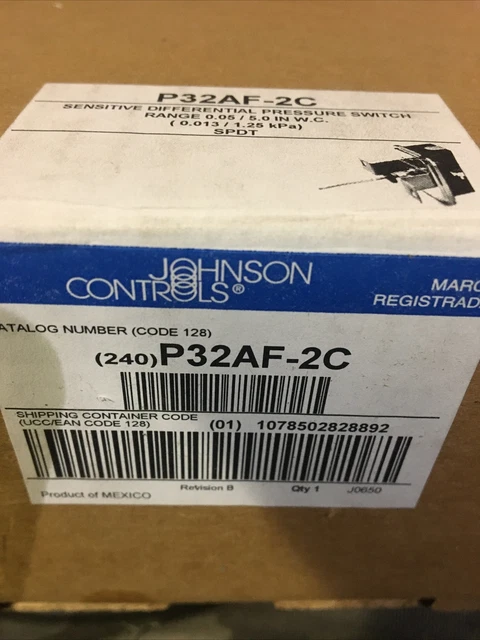 P32AF-2C
SENSITIVE DIFFERENTIAL PRESSURE SWITCH
RANGE 0.05 / 5.0 IN W.C.
( 0.013 / 1.25 kPa)
SPDT
JOHNSON
CONTROLS®
MARC
REGISTRAD
ATALOG NUMBER (CODE 128)
(240)P32AF-2C
SHIPPING CONTAINER CODE
(UCC/EAN CODE 128) (01) 1078502828892
Product of MEXICO Revision B Qty 1 J0650